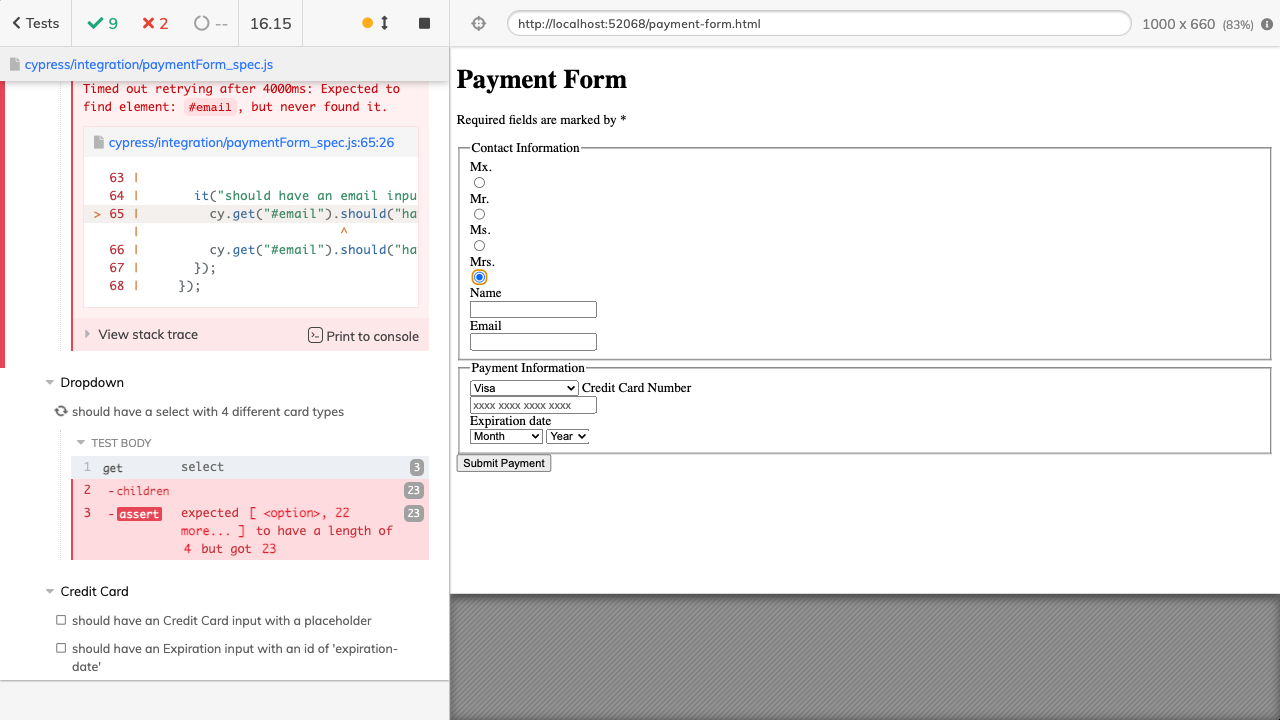 Tests
9
2
--
16.15
http://localhost:52068/payment-form.html
1000 x 660 (83%)
cypress/integration/paymentForm_spec.js
Timed out retrying after 4000ms: Expected to
find element: #email, but never found it.
cypress/integration/paymentForm_spec.js:65:26
63 |
64 | it("should have an email inpu
> 65 | cy.get("#email").should("ha
| ^
66 | cy.get("#email").should("ha
67 | });
68 | });
View stack trace
Print to console
Dropdown
should have a select with 4 different card types
TEST BODY
1 get select 3
2 -children 23
3 -assert expected [ <option>, 22 23
more... ] to have a length of
4 but got 23
Credit Card
should have an Credit Card input with a placeholder
should have an Expiration input with an id of 'expiration-
date'
Payment Form
Required fields are marked by *
Contact Information
Mx.
Mr.
Ms.
Mrs.
Name
Email
Payment Information
Visa Credit Card Number
xxxx xxxx xxxx xxxx
Expiration date
Month Year
Submit Payment